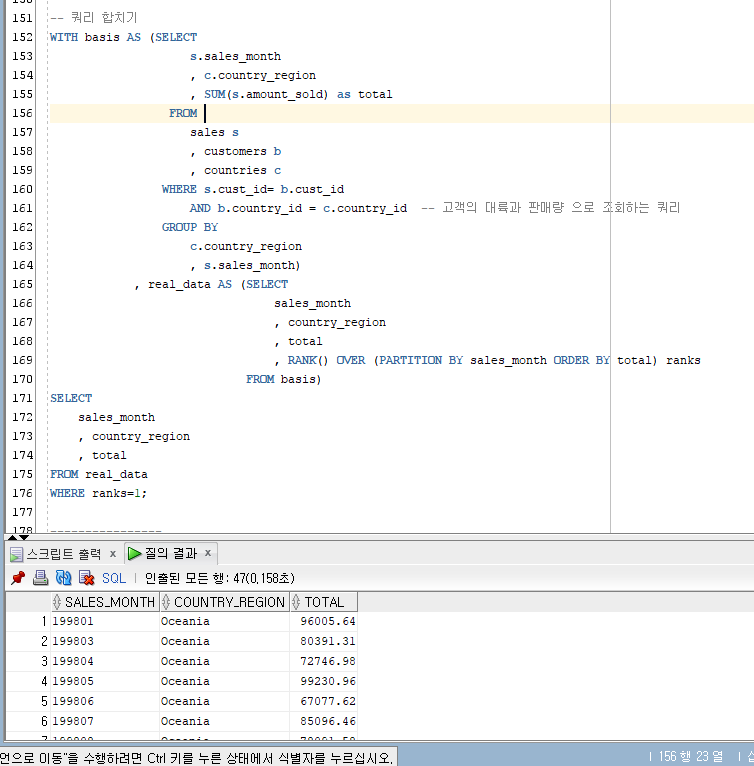 151 -- 쿼리 합치기
152 WITH basis AS (SELECT
153 s.sales_month
154 , c.country_region
155 , SUM(s.amount_sold) as total
156 FROM
157 sales s
158 , customers b
159 , countries c
160 WHERE s.cust_id= b.cust_id
161 AND b.country_id = c.country_id -- 고객의 대륙과 판매량 으로 조회하는 쿼리
162 GROUP BY
163 c.country_region
164 , s.sales_month)
165 , real_data AS (SELECT
166 sales_month
167 , country_region
168 , total
169 , RANK() OVER (PARTITION BY sales_month ORDER BY total) ranks
170 FROM basis)
171 SELECT
172 sales_month
173 , country_region
174 , total
175 FROM real_data
176 WHERE ranks=1;
177
178 ----------------
스크립트 출력 x 질의 결과 x
SQL | 인출된 모든 행: 47(0,158초)
SALES_MONTH COUNTRY_REGION TOTAL
1 199801 Oceania 96005.64
2 199803 Oceania 80391.31
3 199804 Oceania 72746.98
4 199805 Oceania 99230.96
5 199806 Oceania 67077.62
6 199807 Oceania 85096.46
언으로 이동"을 수행하려면 Ctrl 키를 누른 상태에서 식별자를 누르십시오.
| 156 행 23 열 |